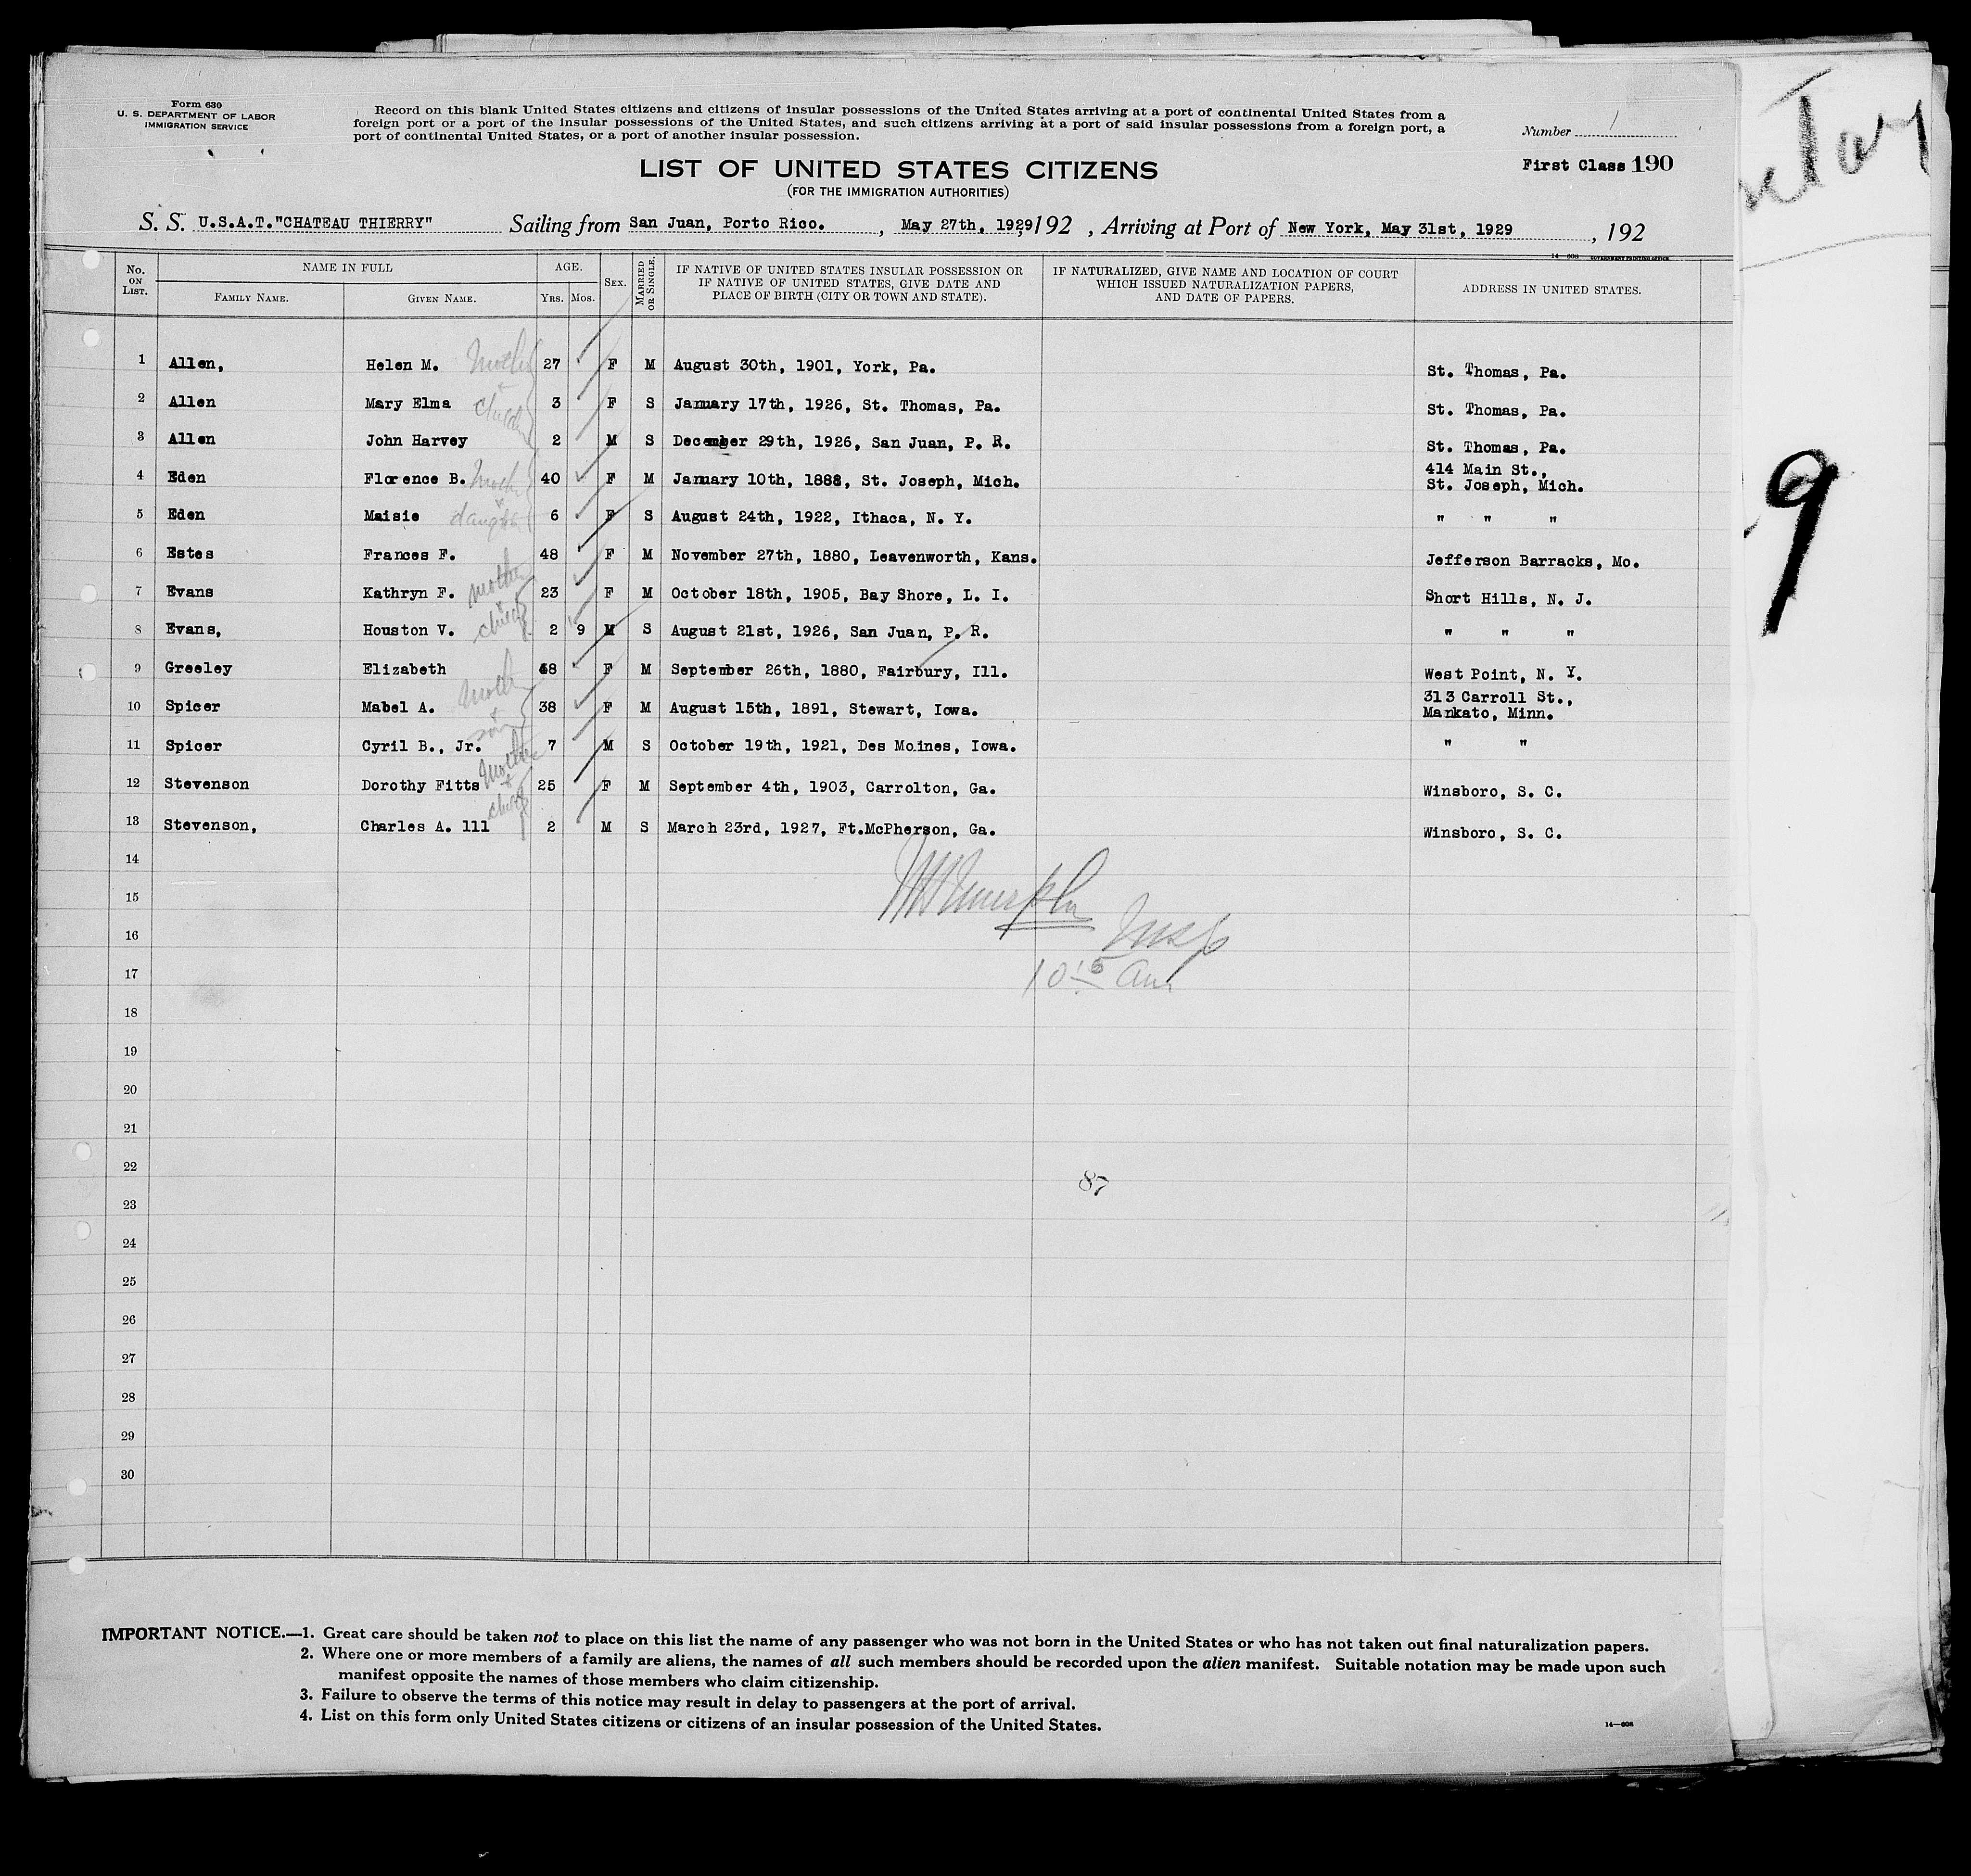 Form 630
U. S. DEPARTMENT OF LABOR
IMMIGRATION SERVICE
Record on this blank United States citizens and citizens of insular possessions of the United States arriving at a port of continental United States from a
foreign port or a port of the insular possessions of the United States, and such citizens arriving at a port of said insular possessions from a foreign port, a
port of continental United States, or a port of another insular possession.
Number 1
LIST OF UNITED STATES CITIZENS
(FOR THE IMMIGRATION AUTHORITIES)
First Class 190
S. S. U.S.A.T."CHATEAU THIERRY" Sailing from San Juan, Porto Rico. , May 27th, 1929, 192 , Arriving at Port of New York, May 31st, 1929 , 192
14—608 GOVERNMENT PRINTING OFFICE
No. ON LIST. NAME IN FULL FAMILY NAME. GIVEN NAME. AGE. YRS. MOS. SEX. MARRIED OR SINGLE. IF NATIVE OF UNITED STATES INSULAR POSSESSION OR IF NATIVE OF UNITED STATES, GIVE DATE AND PLACE OF BIRTH (CITY OR TOWN AND STATE). IF NATURALIZED, GIVE NAME AND LOCATION OF COURT WHICH ISSUED NATURALIZATION PAPERS, AND DATE OF PAPERS. ADDRESS IN UNITED STATES.
1 Allen, Helen M. Mother 27 F M August 30th, 1901, York, Pa. St. Thomas, Pa.
2 Allen Mary Elma + children 3 F S January 17th, 1926, St. Thomas, Pa. St. Thomas, Pa.
3 Allen John Harvey 2 M S December 29th, 1926, San Juan, P. R. St. Thomas, Pa.
4 Eden Florence B. Mother 40 F M January 10th, 1888, St. Joseph, Mich. 414 Main St., St. Joseph, Mich.
5 Eden Maisie + daughter 6 F S August 24th, 1922, Ithaca, N. Y. " " "
6 Estes Frances F. 48 F M November 27th, 1880, Leavenworth, Kans. Jefferson Barracks, Mo.
7 Evans Kathryn F. mother 23 F M October 18th, 1905, Bay Shore, L. I. Short Hills, N. J.
8 Evans, Houston V. + child 2 9 M S August 21st, 1926, San Juan, P. R. " " "
9 Greeley Elizabeth 48 F M September 26th, 1880, Fairbury, Ill. West Point, N. Y.
10 Spicer Mabel A. Mother 38 F M August 15th, 1891, Stewart, Iowa. 313 Carroll St., Mankato, Minn.
11 Spicer Cyril B., Jr. + son 7 M S October 19th, 1921, Des Moines, Iowa. " "
12 Stevenson Dorothy Fitts Mother 25 F M September 4th, 1903, Carrolton, Ga. Winsboro, S. C.
13 Stevenson, Charles A. lll + child 2 M S March 23rd, 1927, Ft.McPherson, Ga. Winsboro, S. C.
14
15
16 Insp
17 10 15 am
18
19
20
21
22
87
23
24
25
26
27
28
29
30
IMPORTANT NOTICE.—1. Great care should be taken not to place on this list the name of any passenger who was not born in the United States or who has not taken out final naturalization papers.
2. Where one or more members of a family are aliens, the names of all such members should be recorded upon the alien manifest. Suitable notation may be made upon such
manifest opposite the names of those members who claim citizenship.
3. Failure to observe the terms of this notice may result in delay to passengers at the port of arrival.
4. List on this form only United States citizens or citizens of an insular possession of the United States.
14—608
9